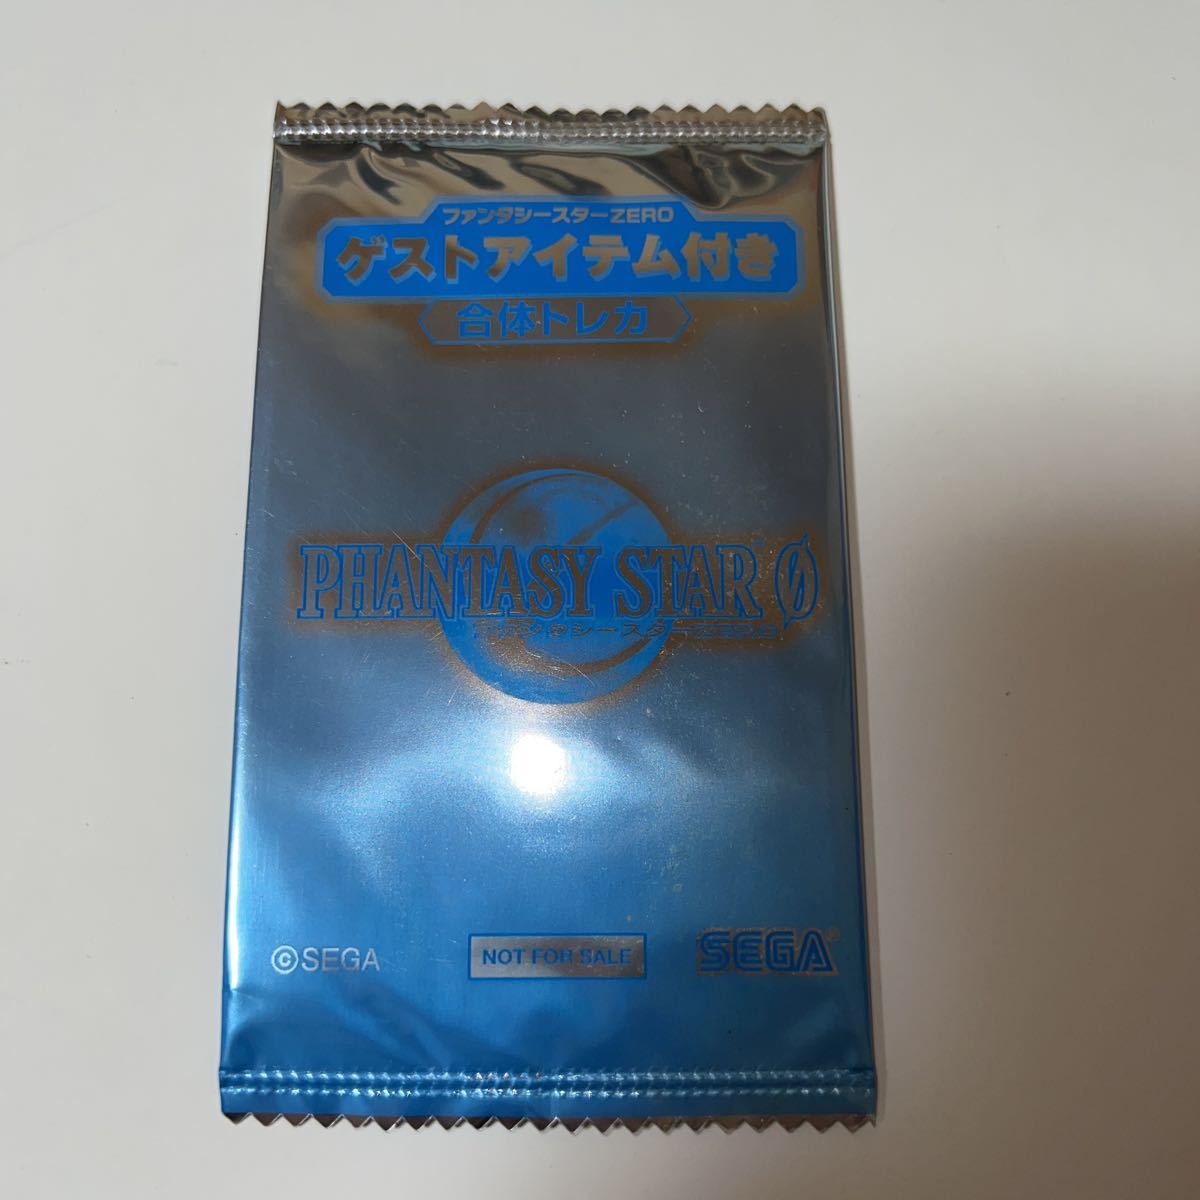 ファンタシースターZERO
ゲストアイテム付き
合体トレカ
PHANTASY STAR Ø
ファンタシースターZERO
©SEGA
NOT FOR SALE
SEGA®